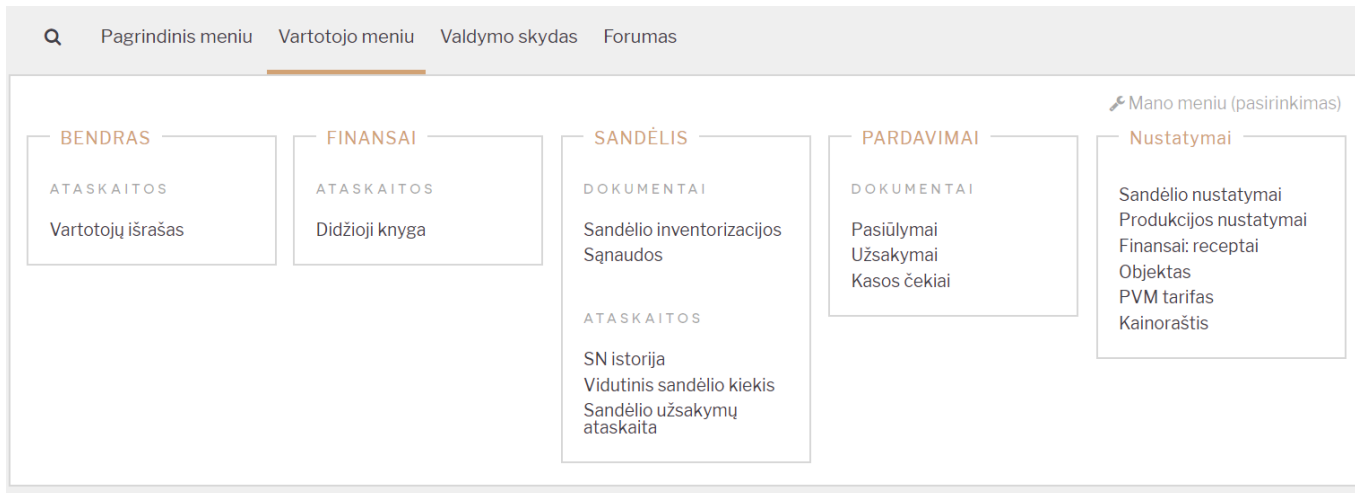 Pagrindinis meniu Vartotojo meniu Valdymo skydas Forumas
Mano meniu (pasirinkimas)
BENDRAS
ATASKAITOS
Vartotojų išrašas
FINANSAI
ATASKAITOS
Didžioji knyga
SANDĖLIS
DOKUMENTAI
Sandėlio inventorizacijos
Sąnaudos
ATASKAITOS
SN istorija
Vidutinis sandėlio kiekis
Sandėlio užsakymų
ataskaita
PARDAVIMAI
DOKUMENTAI
Pasiūlymai
Užsakymai
Kasos čekiai
Nustatymai
Sandėlio nustatymai
Produkcijos nustatymai
Finansai: receptai
Objektas
PVM tarifas
Kainoraštis